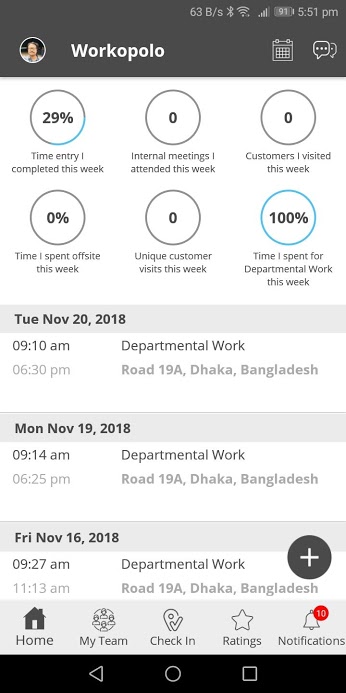 63 B/s 91 5:51 pm
Workopolo
29% 0 0
Time entry I completed this week
Internal meetings I attended this week
Customers I visited this week
0% 0 100%
Time I spent offsite this week
Unique customer visits this week
Time I spent for Departmental Work this week
Tue Nov 20, 2018
09:10 am Departmental Work
06:30 pm Road 19A, Dhaka, Bangladesh
Mon Nov 19, 2018
09:14 am Departmental Work
06:25 pm Road 19A, Dhaka, Bangladesh
Fri Nov 16, 2018
09:27 am Departmental Work
11:13 am Road 19A, Dhaka, Bangladesh
+
10
Home My Team Check In Ratings Notifications